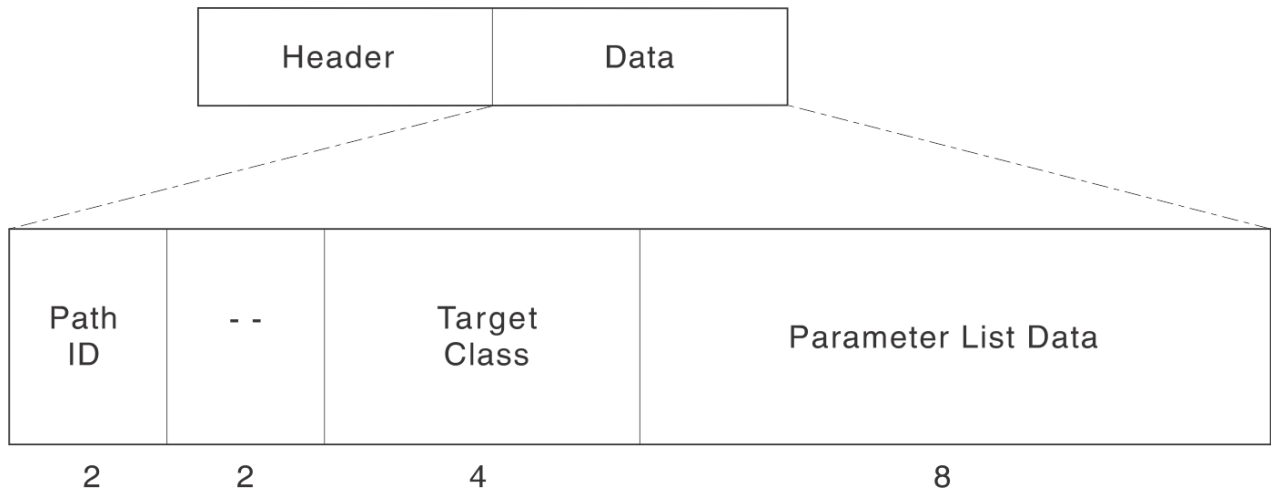 Header Data
Path ID
- -
Target Class
Parameter List Data
2 2 4 8